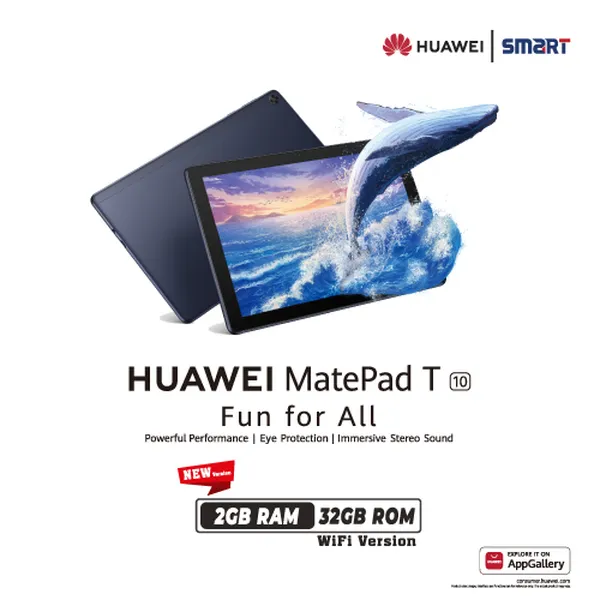 HUAWEI | SMART
HUAWEI MatePad T 10
Fun for All
Powerful Performance | Eye Protection | Immersive Stereo Sound
NEW Version
2GB RAM 32GB ROM
WiFi Version
HUAWEI
EXPLORE IT ON
AppGallery
consumer.huawei.com